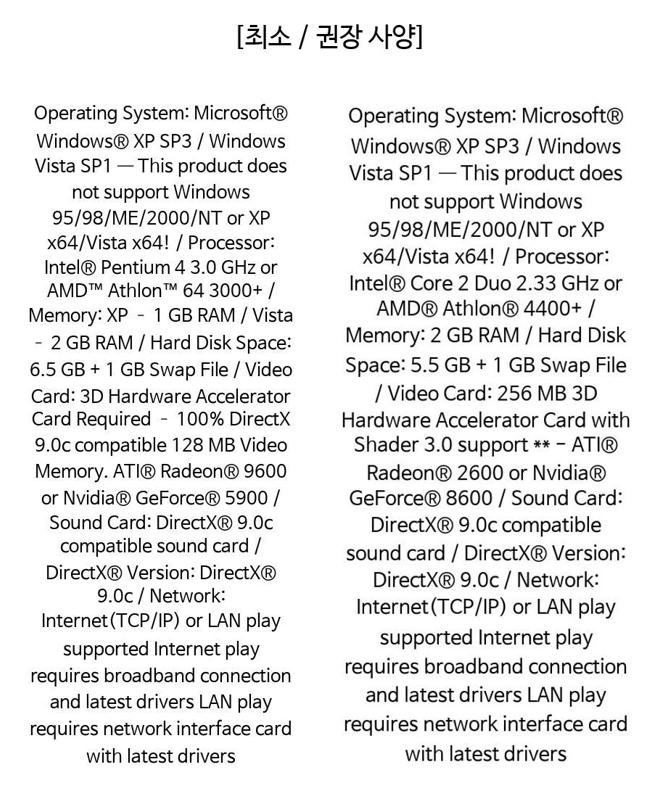 [최소 / 권장 사양]
Operating System: Microsoft®
Windows® XP SP3 / Windows
Vista SP1 — This product does
not support Windows
95/98/ME/2000/NT or XP
x64/Vista x64! / Processor:
Intel® Pentium 4 3.0 GHz or
AMD™ Athlon™ 64 3000+ /
Memory: XP – 1 GB RAM / Vista
– 2 GB RAM / Hard Disk Space:
6.5 GB + 1 GB Swap File / Video
Card: 3D Hardware Accelerator
Card Required – 100% DirectX
9.0c compatible 128 MB Video
Memory. ATI® Radeon® 9600
or Nvidia® GeForce® 5900 /
Sound Card: DirectX® 9.0c
compatible sound card /
DirectX® Version: DirectX®
9.0c / Network:
Internet(TCP/IP) or LAN play
supported Internet play
requires broadband connection
and latest drivers LAN play
requires network interface card
with latest drivers
Operating System: Microsoft®
Windows® XP SP3 / Windows
Vista SP1 — This product does
not support Windows
95/98/ME/2000/NT or XP
x64/Vista x64! / Processor:
Intel® Core 2 Duo 2.33 GHz or
AMD® Athlon® 4400+ /
Memory: 2 GB RAM / Hard Disk
Space: 5.5 GB + 1 GB Swap File
/ Video Card: 256 MB 3D
Hardware Accelerator Card with
Shader 3.0 support ** – ATI®
Radeon® 2600 or Nvidia®
GeForce® 8600 / Sound Card:
DirectX® 9.0c compatible
sound card / DirectX® Version:
DirectX® 9.0c / Network:
Internet(TCP/IP) or LAN play
supported Internet play
requires broadband connection
and latest drivers LAN play
requires network interface card
with latest drivers